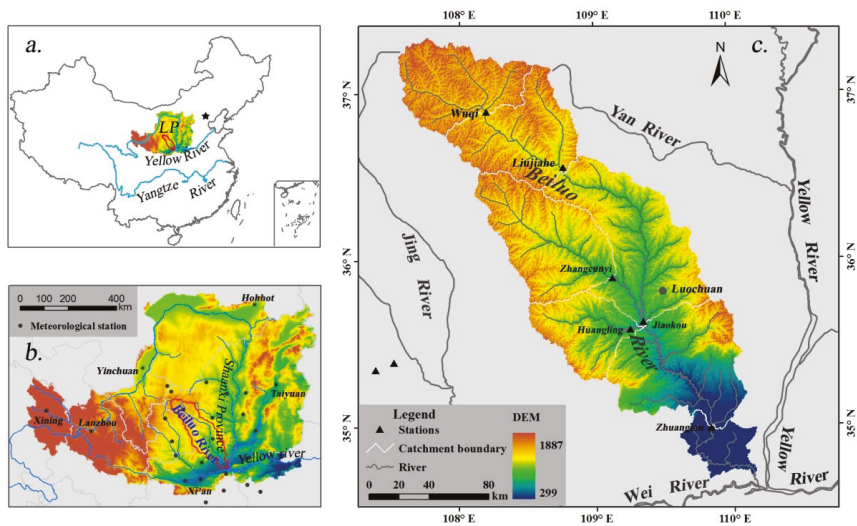 a.
LP
Yellow River
Yangtze River
b.
0 100 200 400
km
Meteorological station
Hohhot
Yinchuan
Shaanxi Province
Taiyuan
Xining
Lanzhou
Beiluo River
Yellow River
Xi'an
108° E 109° E 110° E
c.
N
37° N
36° N
35° N
Wuqi
Yan River
Liujiahe
Beiluo River
Jing River
Yellow River
Zhangcunyi
Luochuan
Jiaokou
Huangling
Zhuangtou
Yellow River
Wei River
Legend
Stations
Catchment boundary
River
0 20 40 80
km
DEM
1887
299
108° E 109° E 110° E